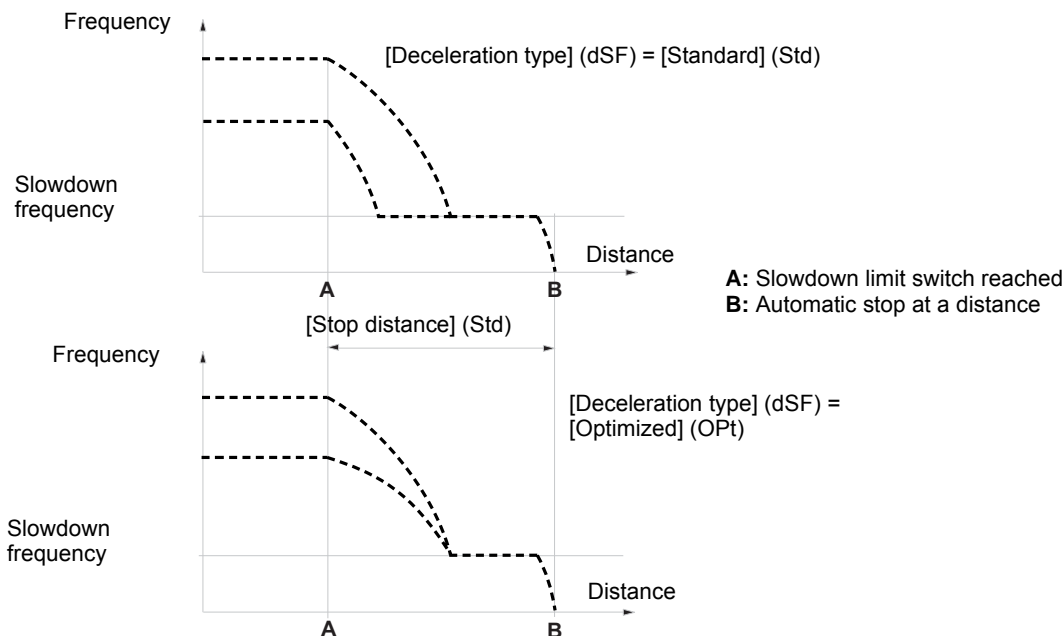 Frequency
[Deceleration type] (dSF) = [Standard] (Std)
Slowdown
frequency
Distance
A
B
A: Slowdown limit switch reached
B: Automatic stop at a distance
[Stop distance] (Std)
Frequency
[Deceleration type] (dSF) =
[Optimized] (OPt)
Slowdown
frequency
Distance
A
B